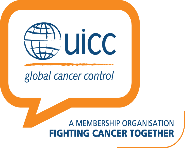 uicc
global cancer control
A MEMBERSHIP ORGANISATION
FIGHTING CANCER TOGETHER